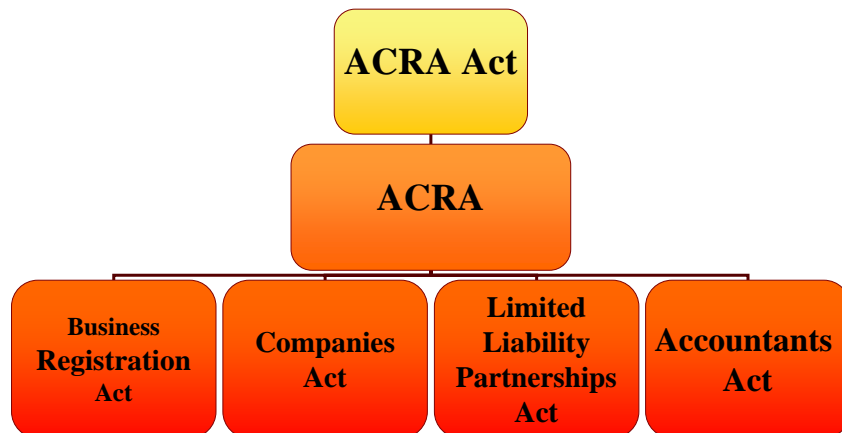 ACRA Act
ACRA
Business
Registration
Act
Companies
Act
Limited
Liability
Partnerships
Act
Accountants
Act